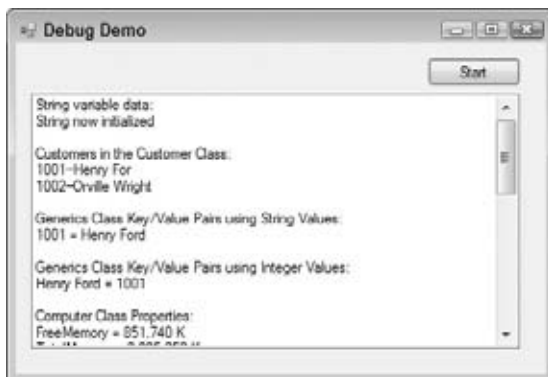 Debug Demo
Start
String variable data:
String now initialized
Customers in the Customer Class:
1001-Henry For
1002-Orville Wright
Generics Class Key/Value Pairs using String Values:
1001 = Henry Ford
Generics Class Key/Value Pairs using Integer Values:
Henry Ford = 1001
Computer Class Properties:
FreeMemory = 851.740 K